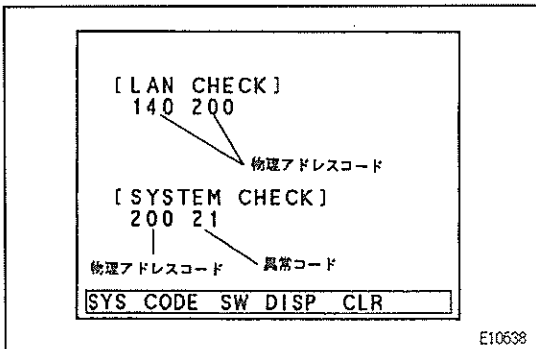 [LAN CHECK]
140 200
物理アドレスコード
[SYSTEM CHECK]
200 21
物理アドレスコード 異常コード
SYS CODE SW DISP CLR
E10638